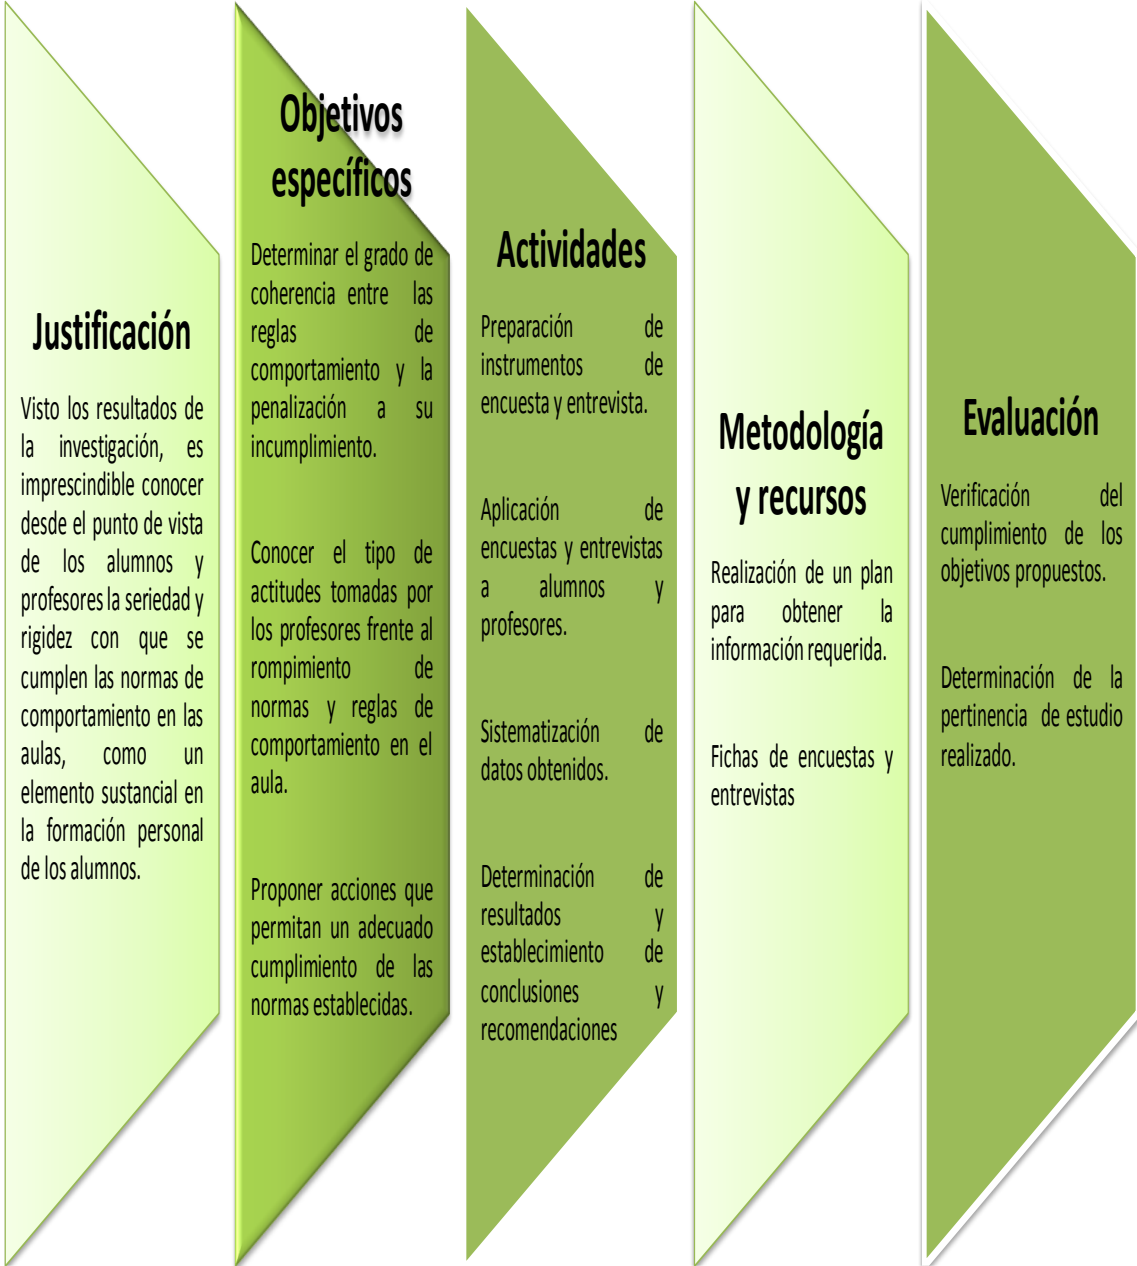 Justificación
Visto los resultados de
la investigación, es
imprescindible conocer
desde el punto de vista
de los alumnos y
profesores la seriedad y
rigidez con que se
cumplen las normas de
comportamiento en las
aulas, como un
elemento sustancial en
la formación personal
de los alumnos.
Objetivos
específicos
Determinar el grado de
coherencia entre las
reglas de
comportamiento y la
penalización a su
incumplimiento.
Conocer el tipo de
actitudes tomadas por
los profesores frente al
rompimiento de
normas y reglas de
comportamiento en el
aula.
Proponer acciones que
permitan un adecuado
cumplimiento de las
normas establecidas.
Actividades
Preparación de
instrumentos de
encuesta y entrevista.
Aplicación de
encuestas y entrevistas
a alumnos y
profesores.
Sistematización de
datos obtenidos.
Determinación de
resultados y
establecimiento de
conclusiones y
recomendaciones
Metodología
y recursos
Realización de un plan
para obtener la
información requerida.
Fichas de encuestas y
entrevistas
Evaluación
Verificación del
cumplimiento de los
objetivos propuestos.
Determinación de la
pertinencia de estudio
realizado.